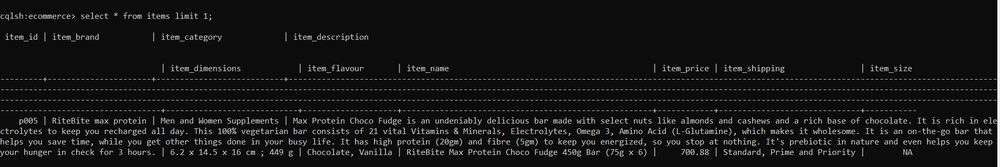 cqlsh:ecommerce> select * from items limit 1;
item_id | item_brand | item_category | item_description
| item_dimensions | item_flavour | item_name | item_price | item_shipping | item_size
---------+----------------------+---------------------------+------------------------------------------------------------------------------------------------------------------------------------------------------
------------------------------------------------------------------------------------------------------------------------------------------------------------------------------------------------------------------
------------------------------------------------------------------------------------------------------------------------------------------------------------------------------------------------------------------
----------------------------------+----------------------------+--------------------+-----------------------------------------------------+------------+------------------------------+-----------
p005 | RiteBite max protein | Men and Women Supplements | Max Protein Choco Fudge is an undeniably delicious bar made with select nuts like almonds and cashews and a rich base of chocolate. It is rich in ele
ctrolytes to keep you recharged all day. This 100% vegetarian bar consists of 21 vital Vitamins & Minerals, Electrolytes, Omega 3, Amino Acid (L-Glutamine), which makes it wholesome. It is an on-the-go bar that
helps you save time, while you get other things done in your busy life. It has high protein (20gm) and fibre (5gm) to keep you energized, so you stop at nothing. It's prebiotic in nature and even helps you keep
your hunger in check for 3 hours. | 6.2 x 14.5 x 16 cm ; 449 g | Chocolate, Vanilla | RiteBite Max Protein Choco Fudge 450g Bar (75g x 6) | 700.88 | Standard, Prime and Priority | NA